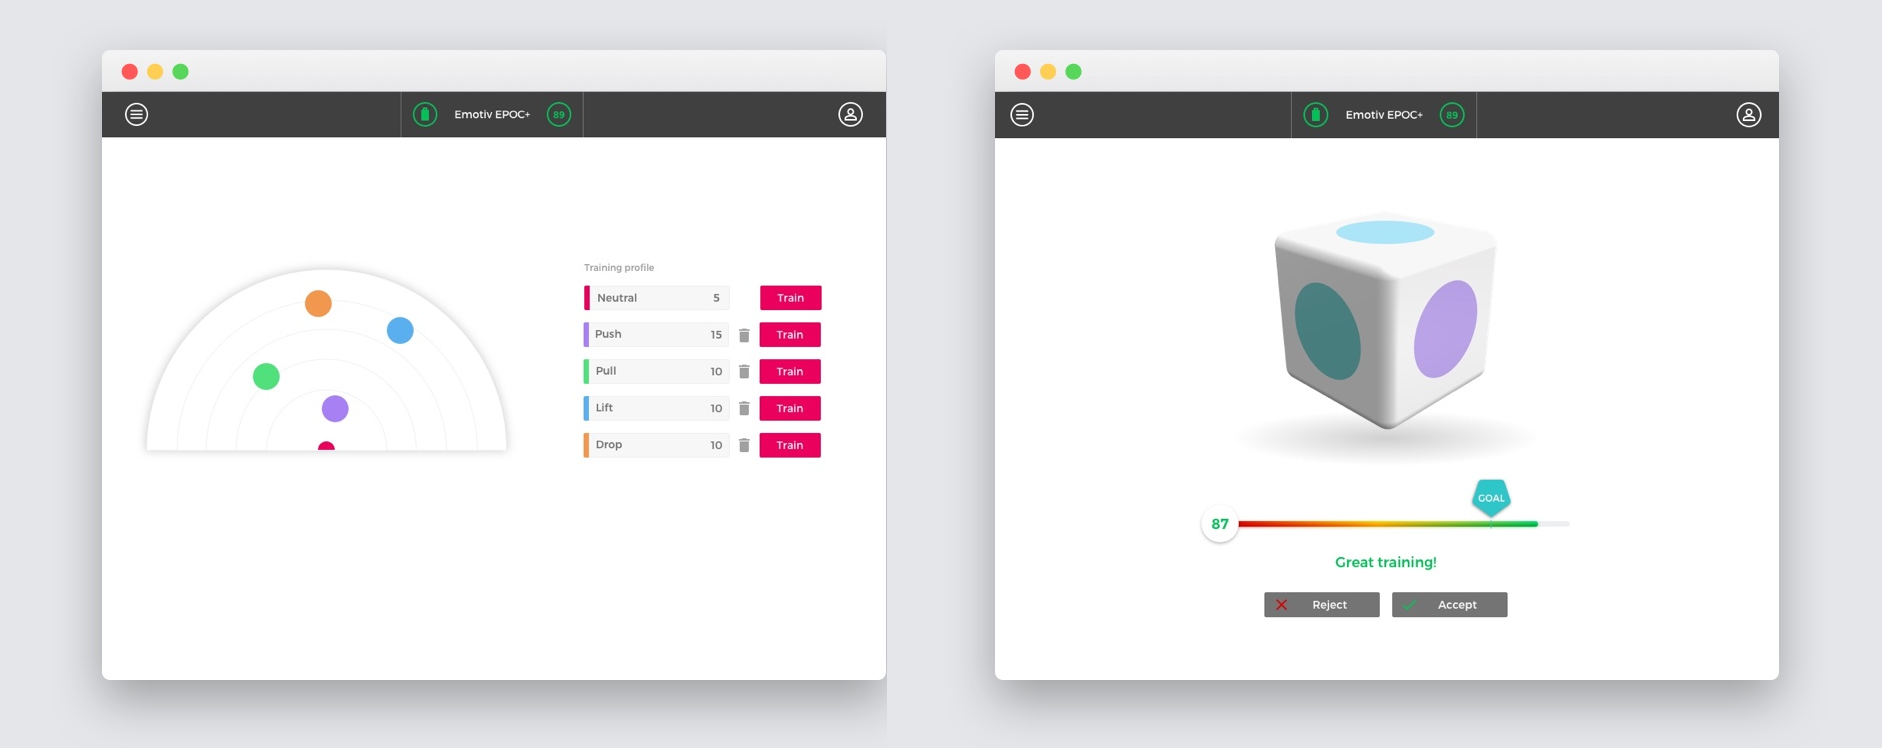 Emotiv EPOC+ 89
Training profile
Neutral 5 Train
Push 15 Train
Pull 10 Train
Lift 10 Train
Drop 10 Train
Emotiv EPOC+ 89
GOAL
87
Great training!
Reject Accept